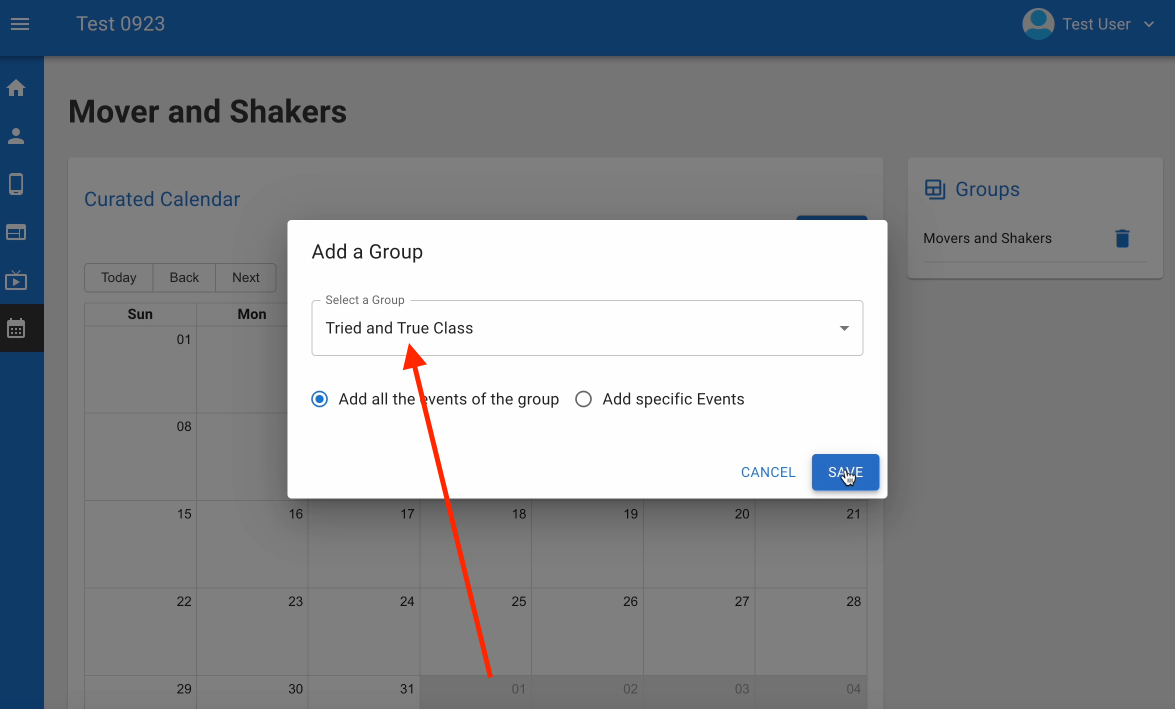 Test 0923
Test User
Mover and Shakers
Curated Calendar
Groups
Movers and Shakers
Add a Group
Select a Group
Tried and True Class
Add all the events of the group
Add specific Events
CANCEL
SAVE
Today Back Next
Sun Mon
01
08
15 16 17 18 19 20 21
22 23 24 25 26 27 28
29 30 31 01 02 03 04